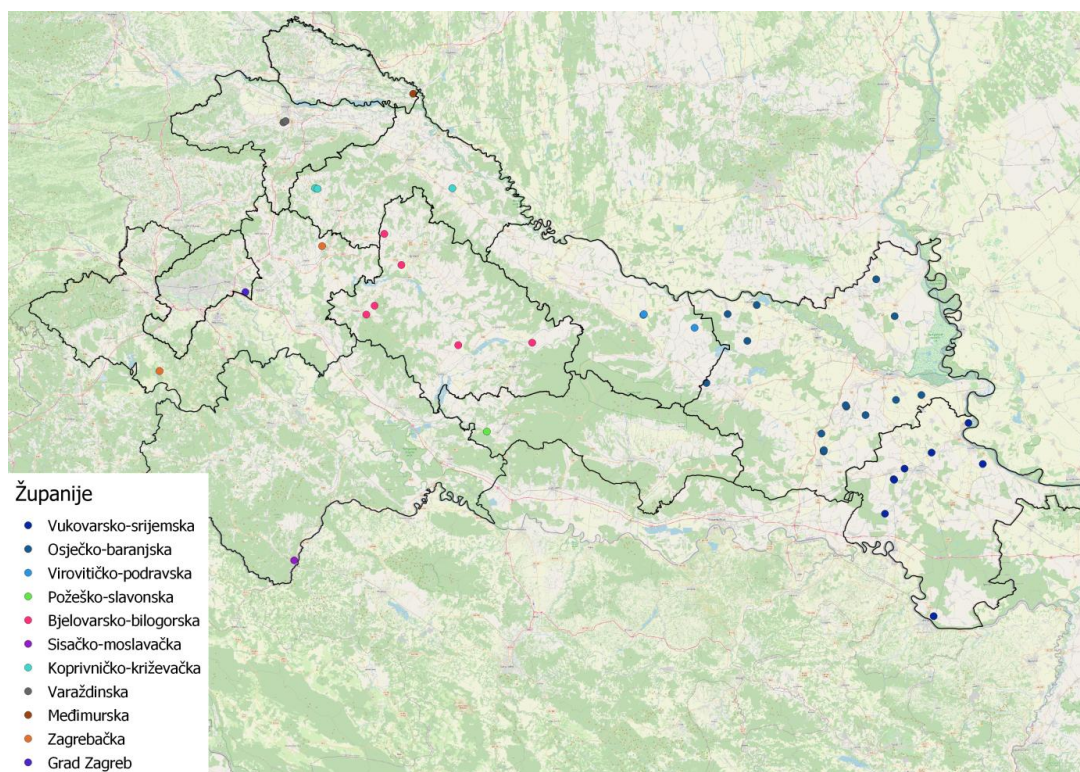 Županije
Vukovarsko-srijemska
Osječko-baranjska
Virovitičko-podravska
Požeško-slavonska
Bjelovarsko-bilogorska
Sisačko-moslavačka
Koprivničko-križevačka
Varaždinska
Međimurska
Zagrebačka
Grad Zagreb